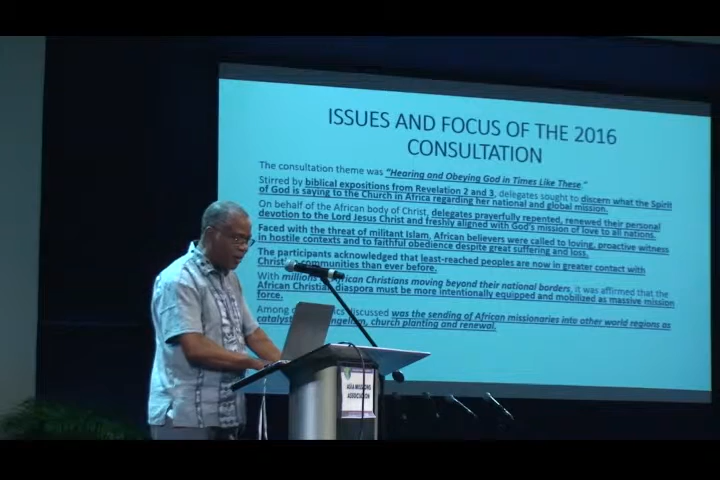 ISSUES AND FOCUS OF THE 2016
CONSULTATION
The consultation theme was "Hearing and Obeying God in Times Like These."
Stirred by biblical expositions from Revelation 2 and 3, delegates sought to discern what the Spirit
of God is saying to the Church in Africa regarding her national and global mission.
On behalf of the African body of Christ, delegates prayerfully repented, renewed their personal
devotion to the Lord Jesus Christ and freshly aligned with God's mission of love to all nations.
Faced with the threat of militant Islam, African believers were called to loving, proactive witness
in hostile contexts and to faithful obedience despite great suffering and loss.
The participants acknowledged that least-reached peoples are now in greater contact with
communities than ever before.
With millions African Christians moving beyond their national borders, it was affirmed that the
African Christian diaspora must be more intentionally equipped and mobilized as massive mission
force.
Among discussed was the sending of African missionaries into other world regions as
church planting and renewal.
ASIA MISSIONS
ASSOCIATION